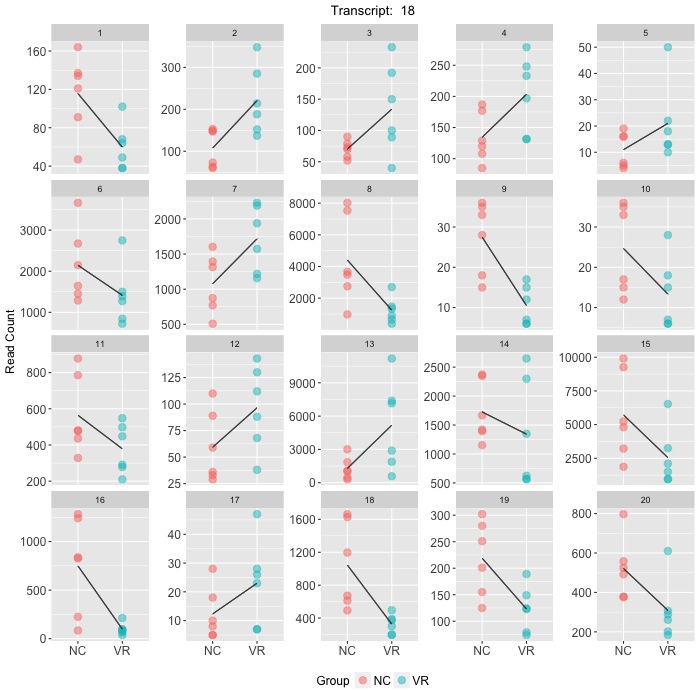 Transcript: 18
1 2 3 4 5
160 120 80 40
300 200 100
200 150 100 50
250 200 150 100
50 40 30 20 10
6 7 8 9 10
3000 2000 1000
2000 1500 1000 500
8000 6000 4000 2000
30 20 10
30 20 10
Read Count
11 12 13 14 15
800 600 400 200
125 100 75 50 25
9000 6000 3000 0
2500 2000 1500 1000 500
10000 7500 5000 2500
16 17 18 19 20
1000 500 0
40 30 20 10
1600 1200 800 400
300 250 200 150 100
800 600 400 200
NC VR NC VR NC VR NC VR NC VR
Group NC VR